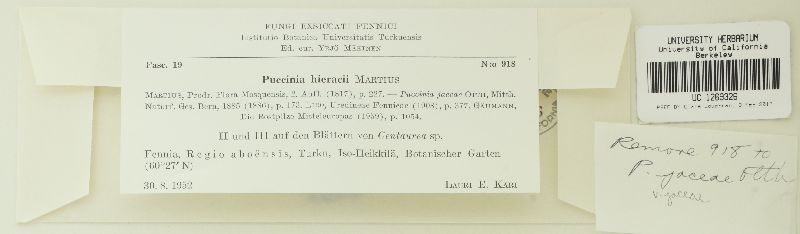 FUNGI EXSICCATI FENNICI
Instituto Botanico Universitatis Turkuensis
Ed. cur. YRJÖ MÄKINEN
Fasc. 19 N:o 918
Puccinia hieracii MARTIUS
MARTIUS, Prodr. Flora Mosquensis, 2. Aufl. (1817), p. 227. — Puccinia jaceae OTTH, Mitth.
Naturf. Ges. Bern, 1885 (1886), p. 173. LIRO, Uredineae Fennicae (1908), p. 377. GÄUMANN,
Die Rostpilze Mitteleuropas (1959), p. 1054.
II und III auf den Blättern von Centaurea sp.
Fennia, Regio aboënsis, Turku, Iso-Heikkilä, Botanischer Garten
(60°27′ N)
30. 8. 1952 LAURI E. KARI
UNIVERSITY HERBARIUM
University of California
Berkeley
UC 1269326
Remove 918 to
P. jaceae Otth
v. jaceae